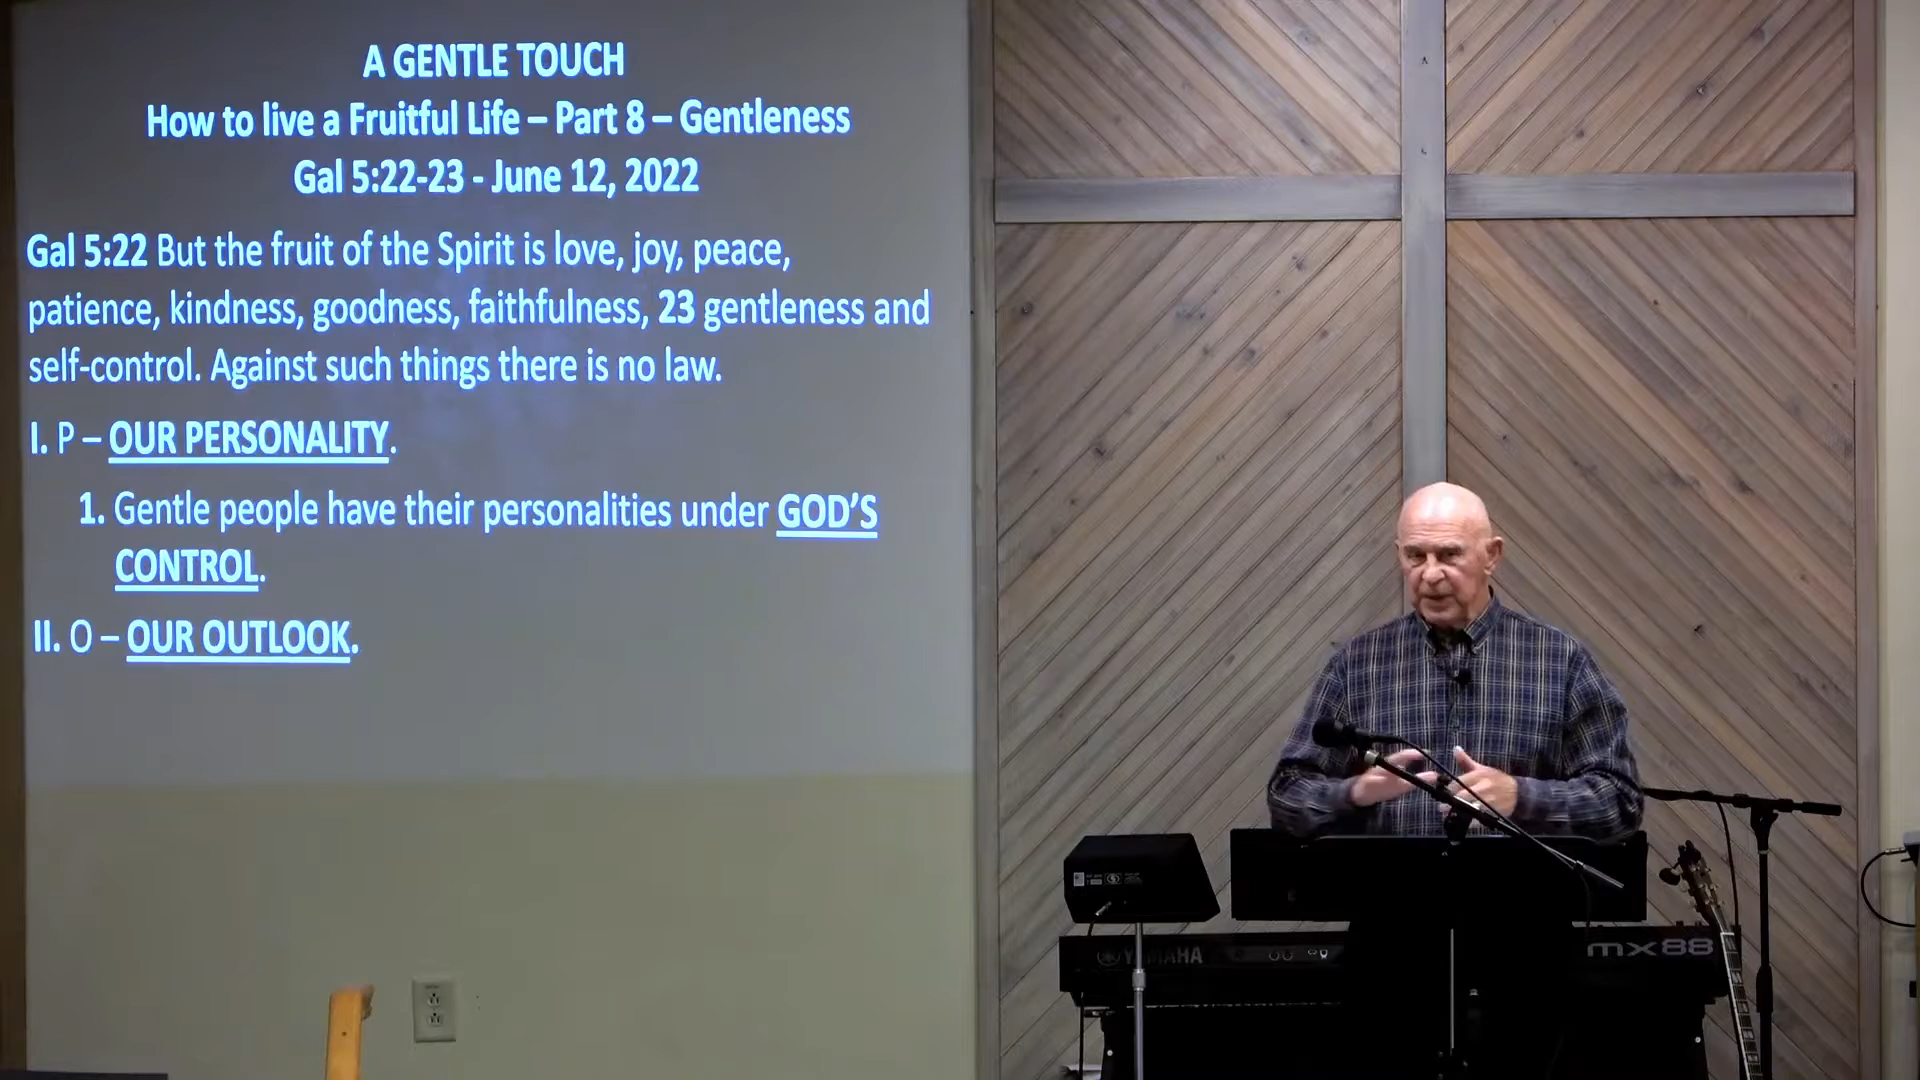 A GENTLE TOUCH
How to live a Fruitful Life – Part 8 – Gentleness
Gal 5:22-23 - June 12, 2022
Gal 5:22 But the fruit of the Spirit is love, joy, peace,
patience, kindness, goodness, faithfulness, 23 gentleness and
self-control. Against such things there is no law.
I. P – OUR PERSONALITY.
1. Gentle people have their personalities under GOD'S
CONTROL.
II. O – OUR OUTLOOK.
YAMAHA
MX88